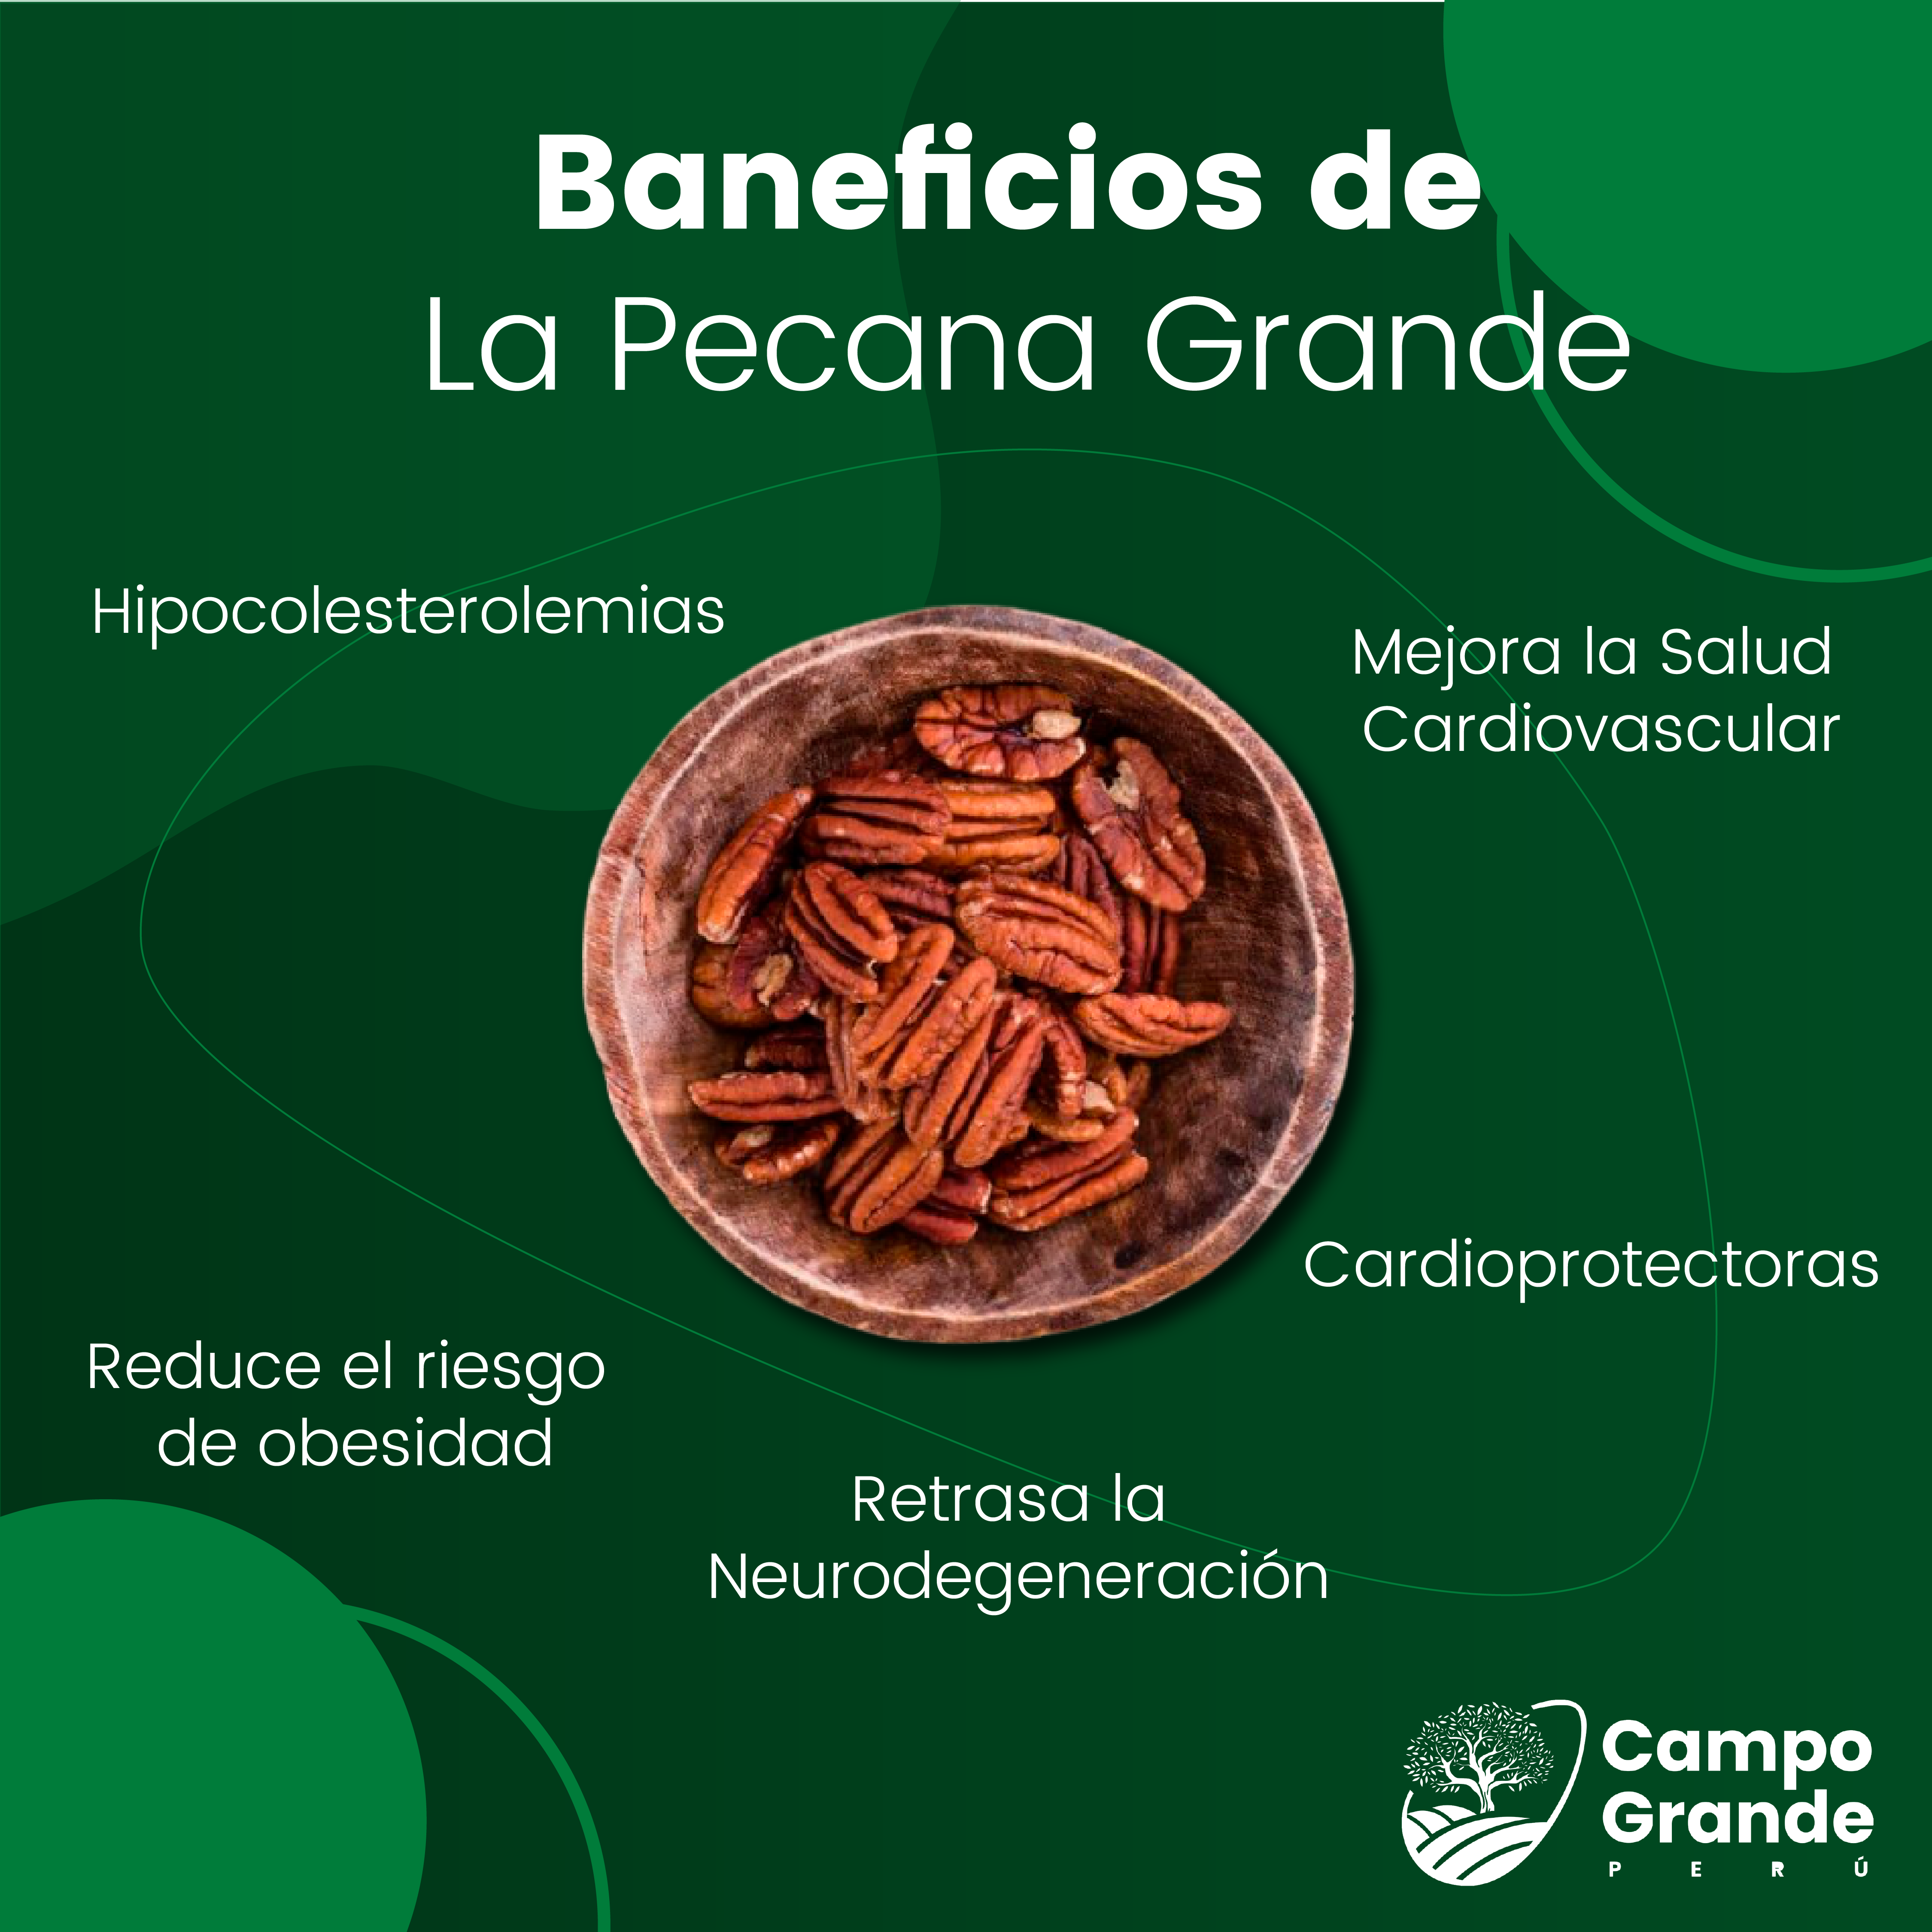 Baneficios de
La Pecana Grande
Hipocolesterolemias
Mejora la Salud
Cardiovascular
Cardioprotectoras
Reduce el riesgo
de obesidad
Retrasa la
Neurodegeneración
Campo
Grande
PERÚ